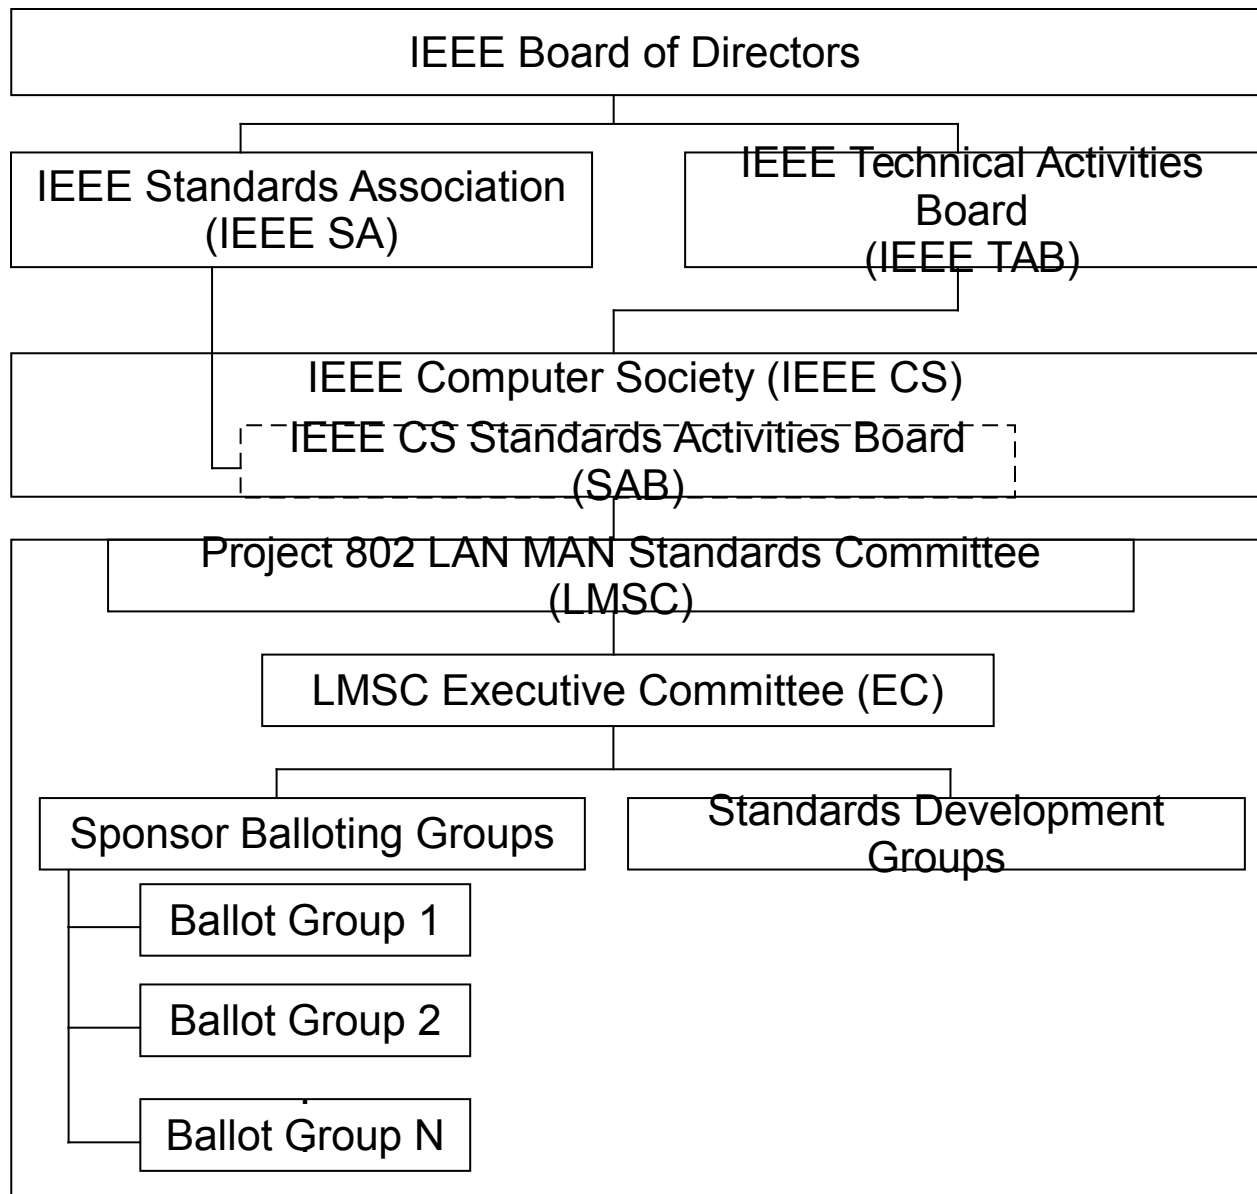 IEEE Board of Directors
IEEE Standards Association
(IEEE SA)
IEEE Technical Activities
Board
(IEEE TAB)
IEEE Computer Society (IEEE CS)
IEEE CS Standards Activities Board
(SAB)
Project 802 LAN MAN Standards Committee
(LMSC)
LMSC Executive Committee (EC)
Sponsor Balloting Groups
Standards Development
Groups
Ballot Group 1
Ballot Group 2
Ballot Group N